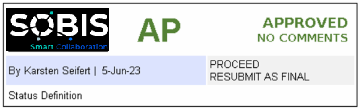 SOBIS
Smart Collaboration
AP
APPROVED
NO COMMENTS
By Karsten Seifert | 5-Jun-23
PROCEED
RESUBMIT AS FINAL
Status Definition